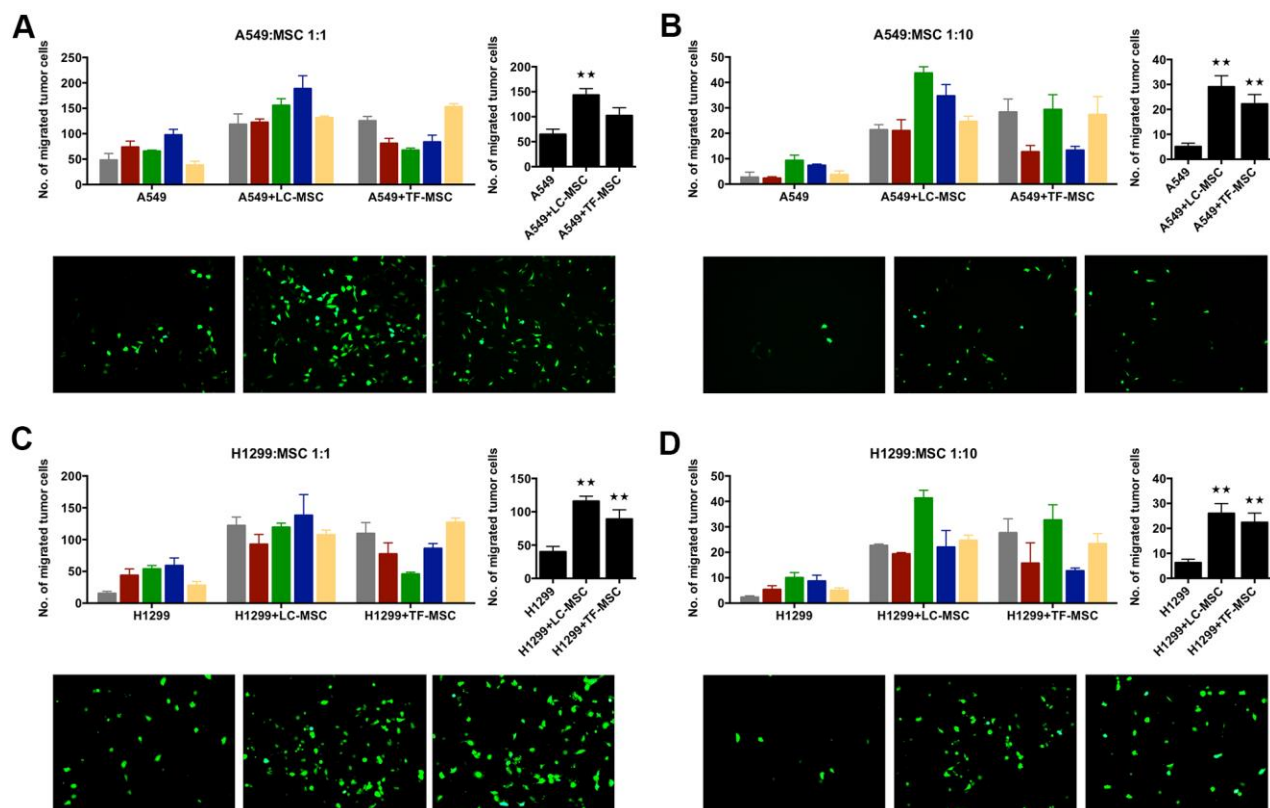 A
A549:MSC 1:1
No. of migrated tumor cells
250
200
150
100
50
0
A549
A549+LC-MSC
A549+TF-MSC
No. of migrated tumor cells
200
150
100
50
0
★★
A549
A549+LC-MSC
A549+TF-MSC
B
A549:MSC 1:10
No. of migrated tumor cells
50
40
30
20
10
0
A549
A549+LC-MSC
A549+TF-MSC
No. of migrated tumor cells
40
30
20
10
0
★★
★★
A549
A549+LC-MSC
A549+TF-MSC
C
H1299:MSC 1:1
No. of migrated tumor cells
200
150
100
50
0
H1299
H1299+LC-MSC
H1299+TF-MSC
No. of migrated tumor cells
150
100
50
0
★★
★★
H1299
H1299+LC-MSC
H1299+TF-MSC
D
H1299:MSC 1:10
No. of migrated tumor cells
50
40
30
20
10
0
H1299
H1299+LC-MSC
H1299+TF-MSC
No. of migrated tumor cells
40
30
20
10
0
★★
★★
H1299
H1299+LC-MSC
H1299+TF-MSC